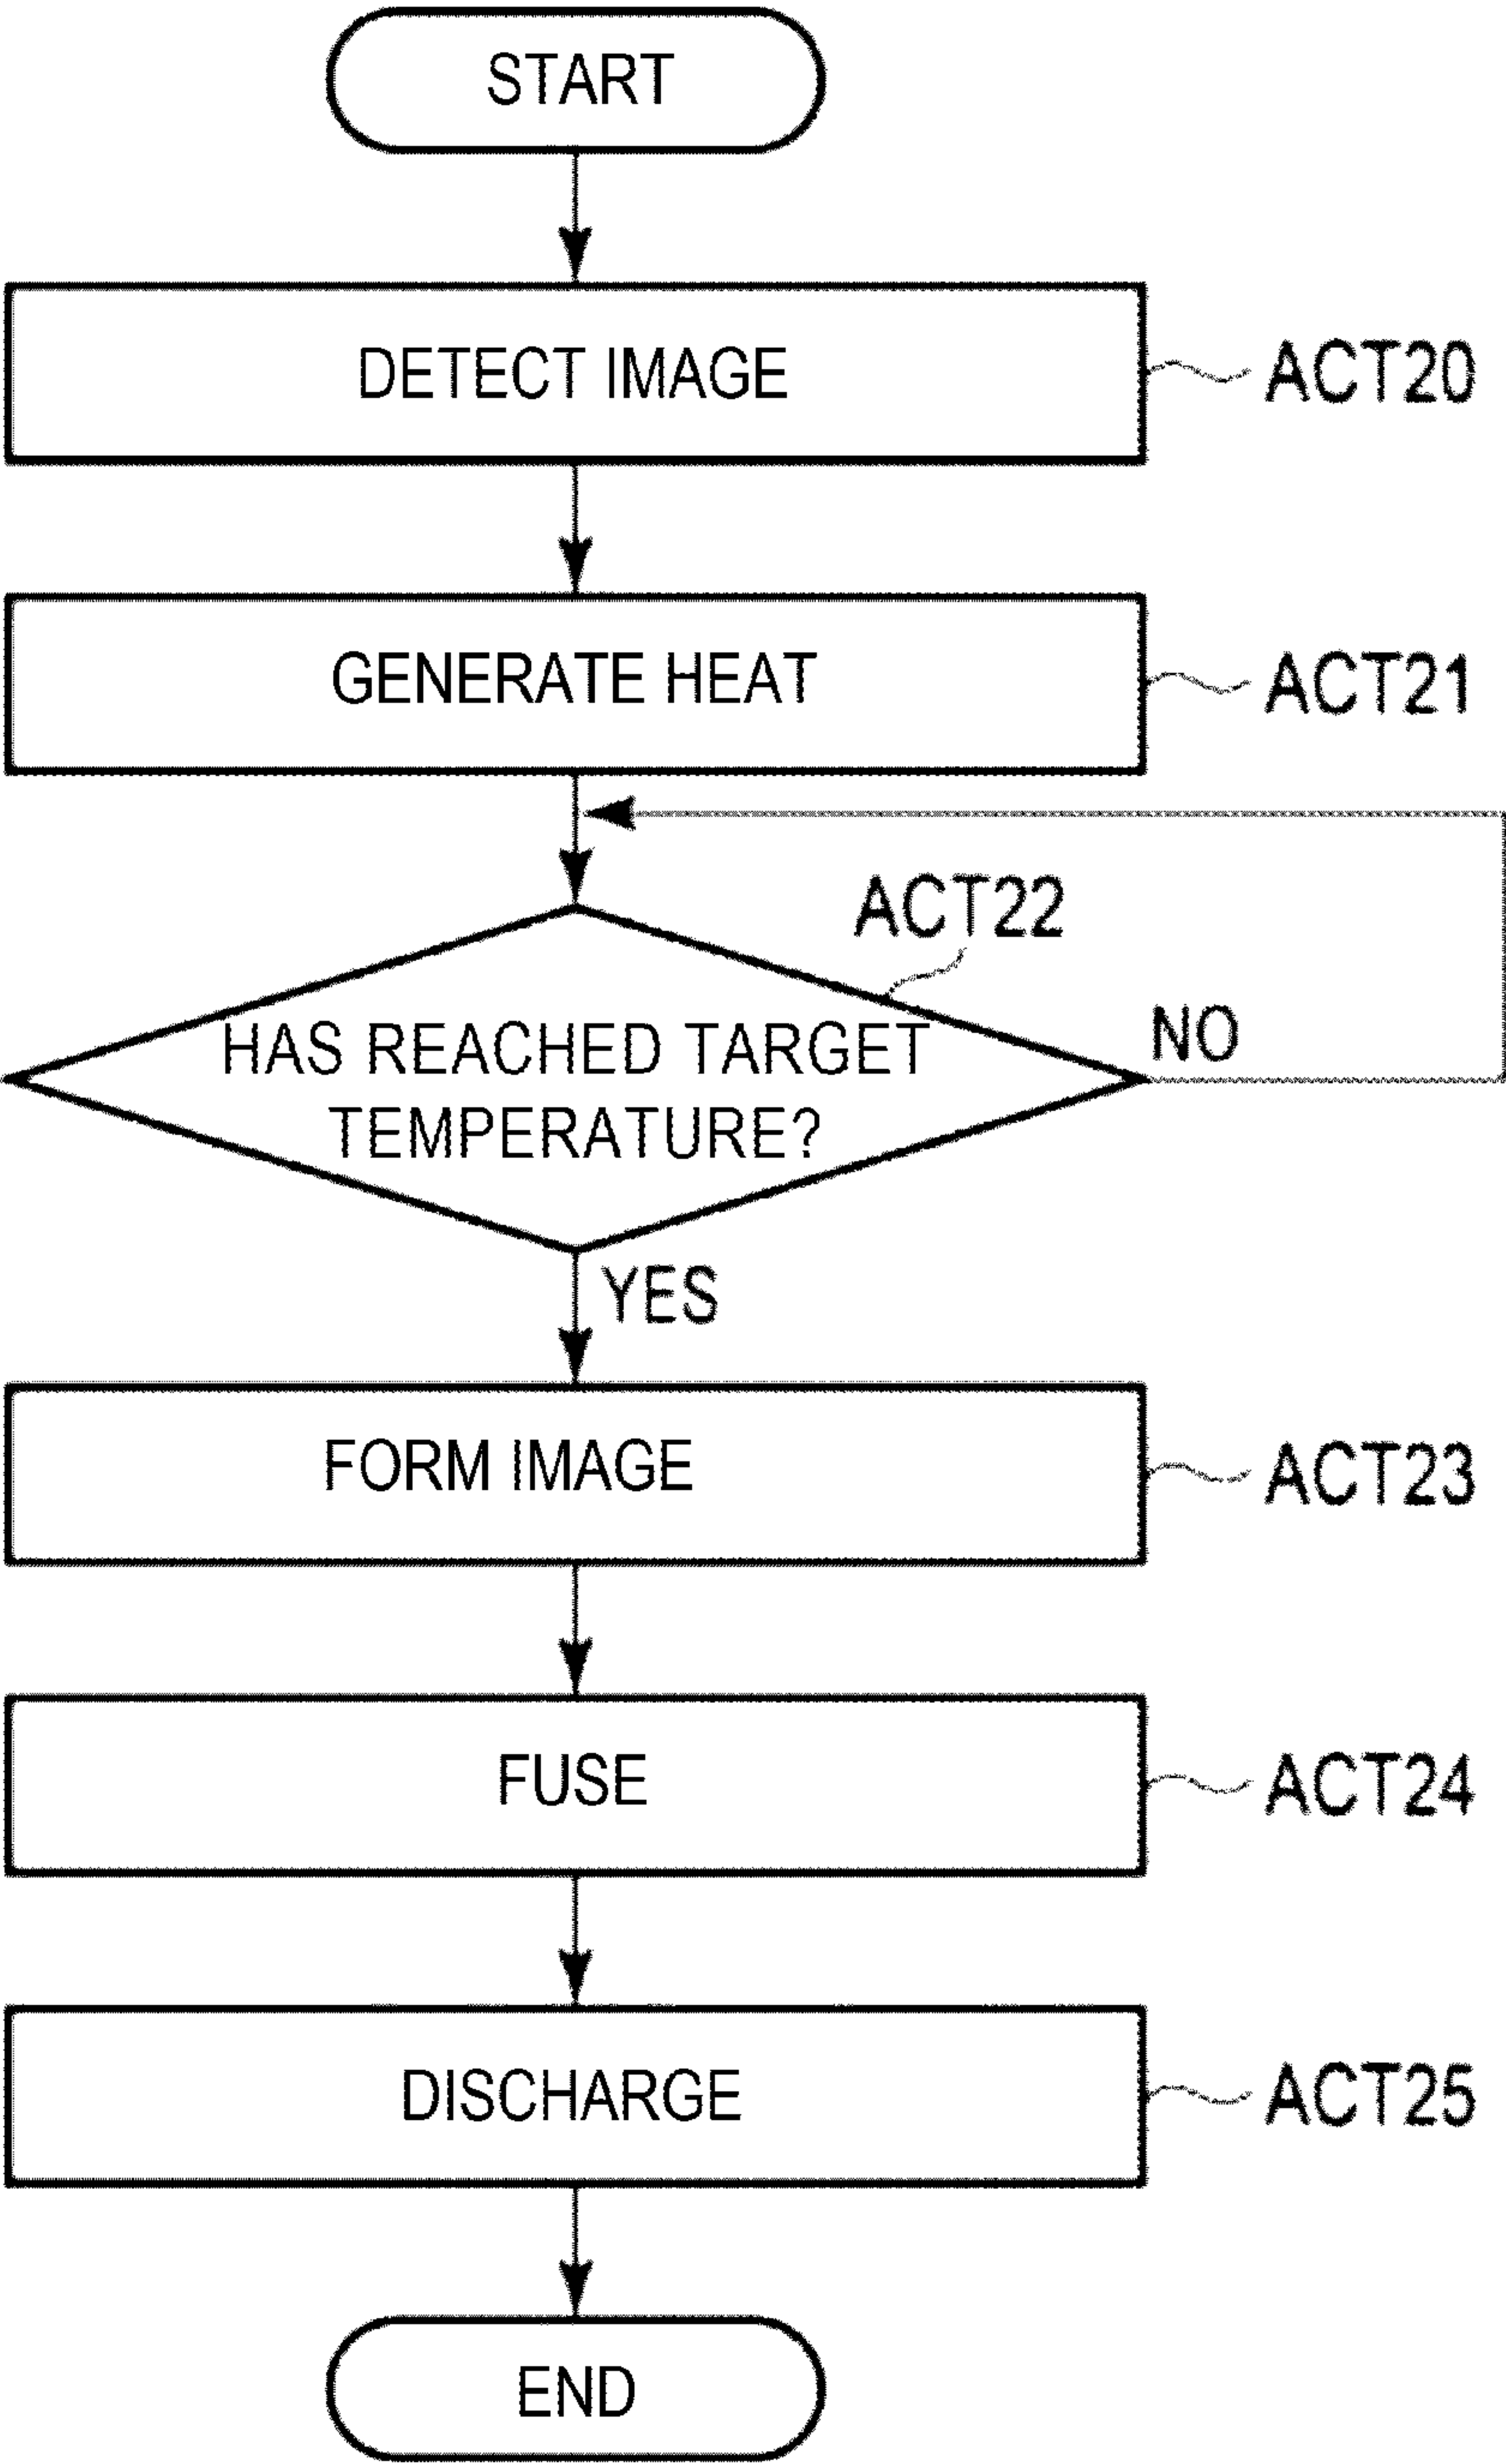 START
DETECT IMAGE
ACT20
GENERATE HEAT
ACT21
ACT22
HAS REACHED TARGET
TEMPERATURE?
NO
YES
FORM IMAGE
ACT23
FUSE
ACT24
DISCHARGE
ACT25
END